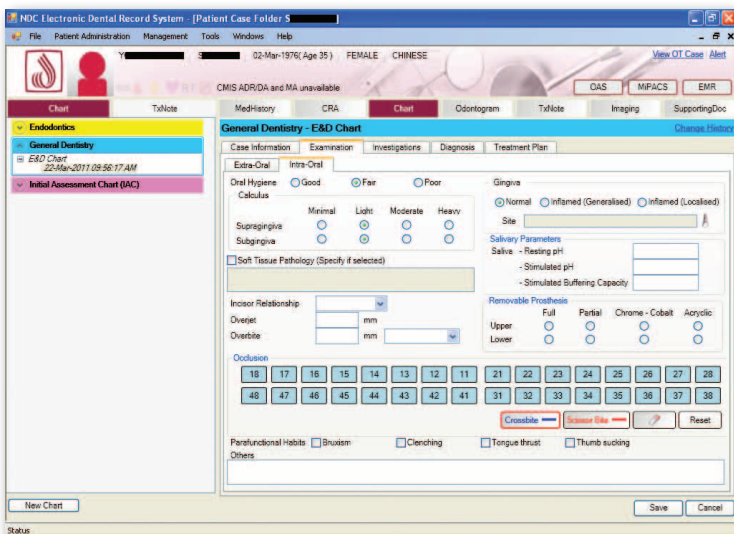 NDC Electronic Dental Record System - [Patient Case Folder S
File Patient Administration Management Tools Windows Help
Y S 02-Mar-1976( Age 35 ) FEMALE CHINESE View OT Case Alert
CMIS ADR/DA and MA unavailable OAS MiPACS EMR
Chart TxNote MedHistory CRA Chart Odontogram TxNote Imaging SupportingDoc
Endodontics
General Dentistry
E&D Chart
22-Mar-2011 09:56:17 AM
Initial Assessment Chart (IAC)
General Dentistry - E&D Chart Change History
Case Information Examination Investigations Diagnosis Treatment Plan
Extra-Oral Intra-Oral
Oral Hygiene Good Fair Poor
Calculus
Minimal Light Moderate Heavy
Supragingiva
Subgingiva
Gingiva
Normal Inflamed (Generalised) Inflamed (Localised)
Site
Soft Tissue Pathology (Specify if selected)
Salivary Parameters
Salive - Resting pH
- Stimulated pH
- Stimulated Buffering Capacity
Incisor Relationship
Overjet mm
Overbite mm
Removable Prosthesis
Full Partial Chrome - Cobalt Acryclic
Upper
Lower
Occlusion
18 17 16 15 14 13 12 11 21 22 23 24 25 26 27 28
48 47 46 45 44 43 42 41 31 32 33 34 35 36 37 38
Crossbite Scissor Bite Reset
Parafunctional Habits Bruxism Clenching Tongue thrust Thumb sucking
Others
New Chart Save Cancel
Status